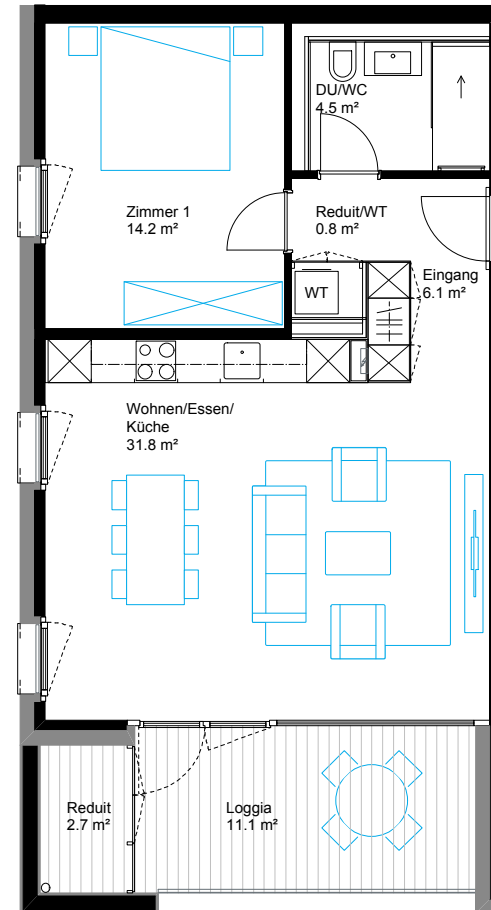 DU/WC
4.5 m²
Zimmer 1
14.2 m²
Reduit/WT
0.8 m²
Eingang
6.1 m²
WT
Wohnen/Essen/
Küche
31.8 m²
Reduit
2.7 m²
Loggia
11.1 m²